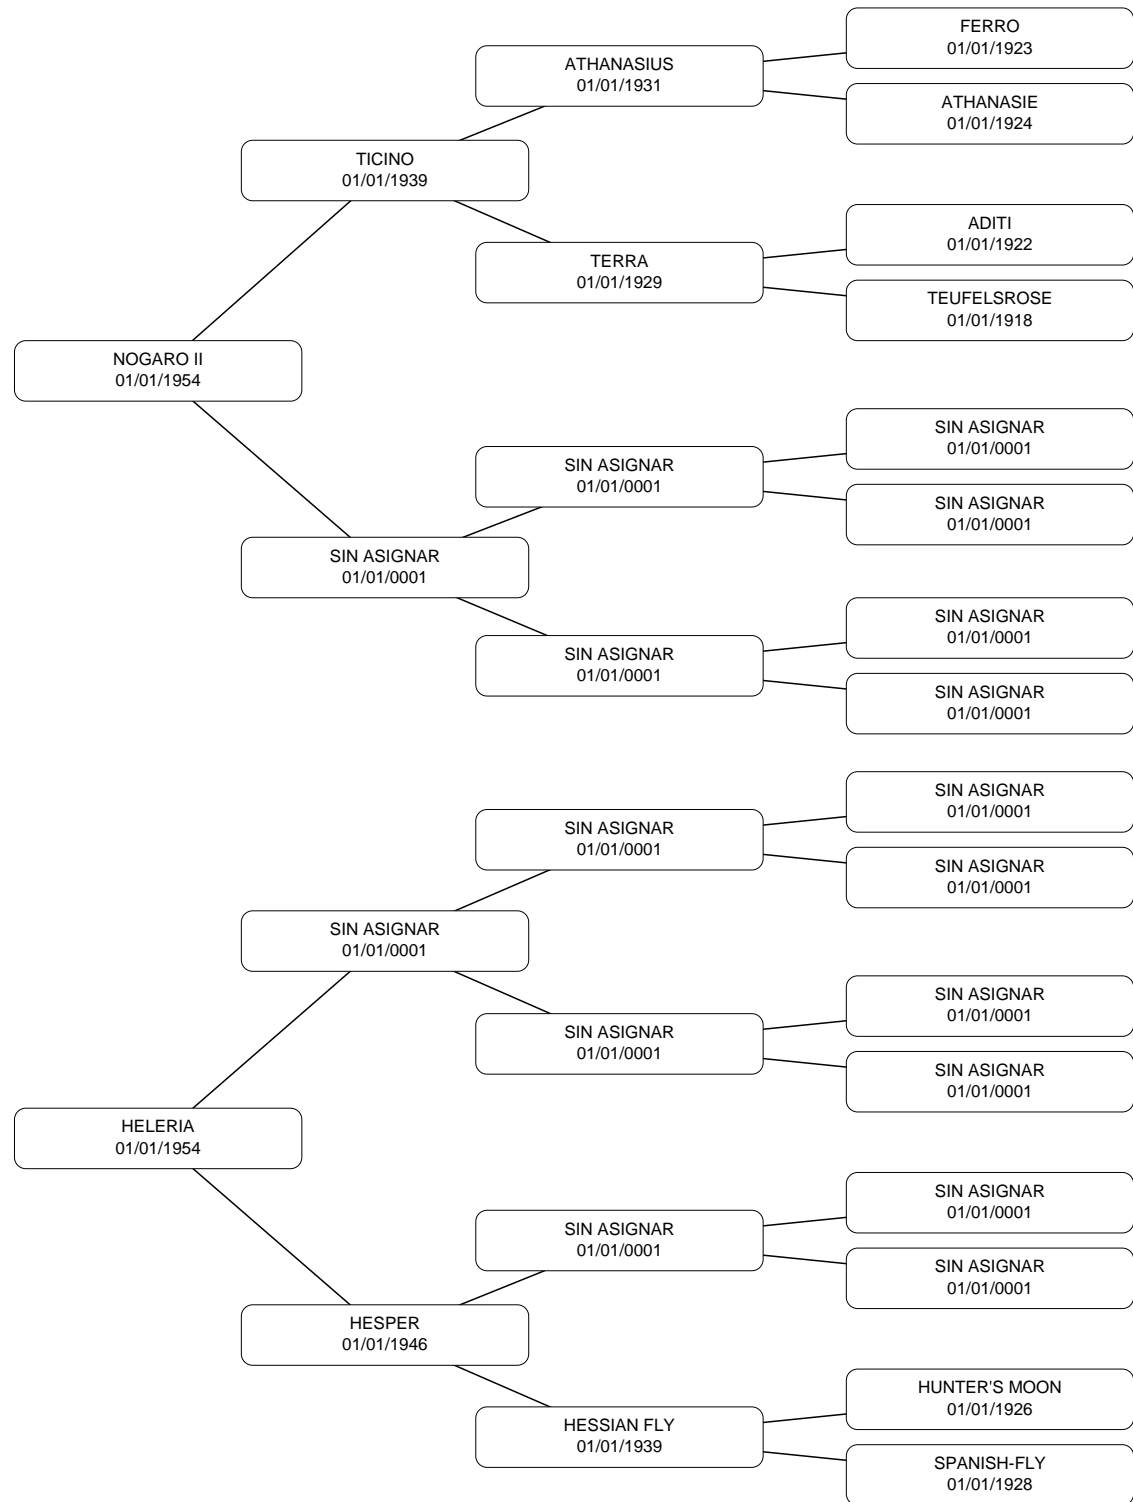 FERRO
01/01/1923
ATHANASIUS
01/01/1931
ATHANASIE
01/01/1924
TICINO
01/01/1939
ADITI
01/01/1922
TERRA
01/01/1929
TEUFELSROSE
01/01/1918
NOGARO II
01/01/1954
SIN ASIGNAR
01/01/0001
SIN ASIGNAR
01/01/0001
SIN ASIGNAR
01/01/0001
SIN ASIGNAR
01/01/0001
SIN ASIGNAR
01/01/0001
SIN ASIGNAR
01/01/0001
SIN ASIGNAR
01/01/0001
SIN ASIGNAR
01/01/0001
SIN ASIGNAR
01/01/0001
SIN ASIGNAR
01/01/0001
SIN ASIGNAR
01/01/0001
SIN ASIGNAR
01/01/0001
SIN ASIGNAR
01/01/0001
SIN ASIGNAR
01/01/0001
HELERIA
01/01/1954
SIN ASIGNAR
01/01/0001
SIN ASIGNAR
01/01/0001
SIN ASIGNAR
01/01/0001
HESPER
01/01/1946
HUNTER'S MOON
01/01/1926
HESSIAN FLY
01/01/1939
SPANISH-FLY
01/01/1928